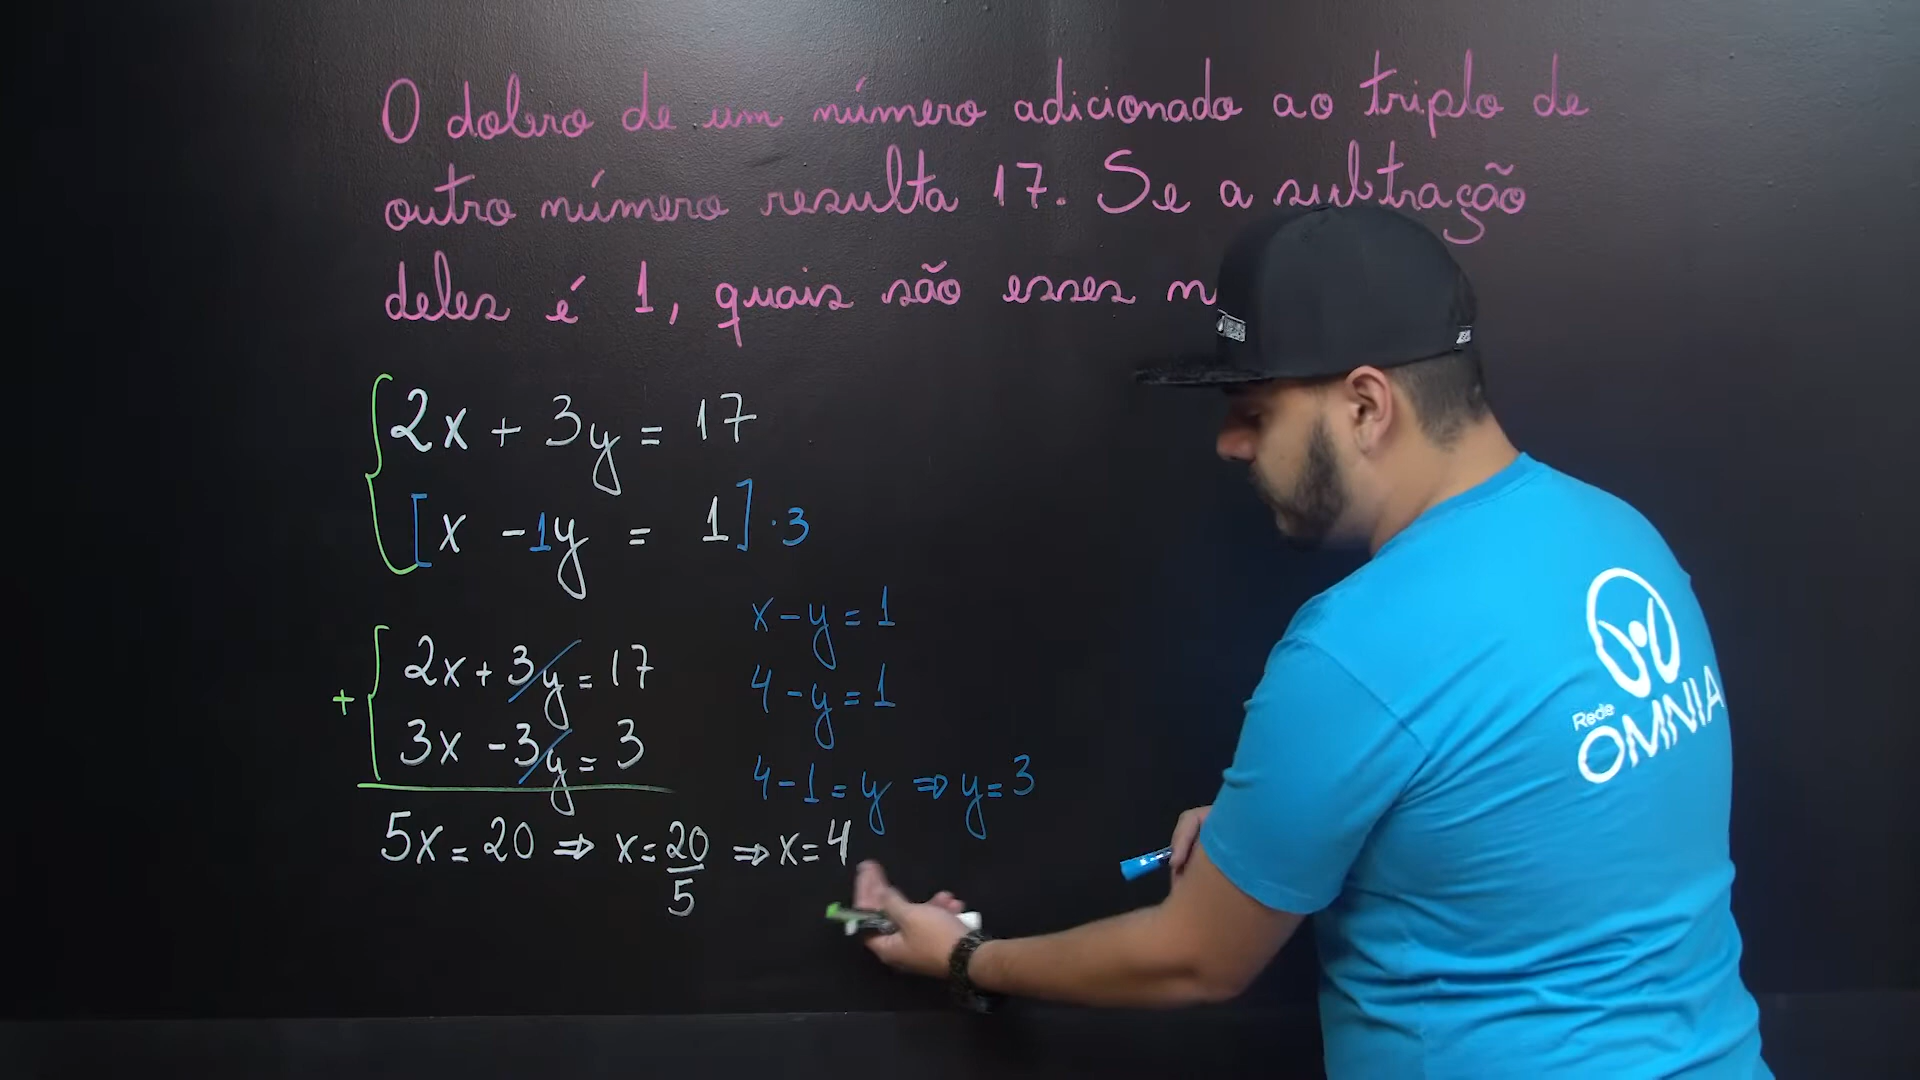 O dobro de um número adicionado ao triplo de
outro número resulta 17. Se a subtração
deles é 1, quais são esses
2x + 3y = 17
[x - 1y = 1] · 3
2x + 3y = 17
+
3x - 3y = 3
5x = 20 ⇒ x = 20/5 ⇒ x = 4
x - y = 1
4 - y = 1
4 - 1 = y ⇒ y = 3
Rede
OMNIA